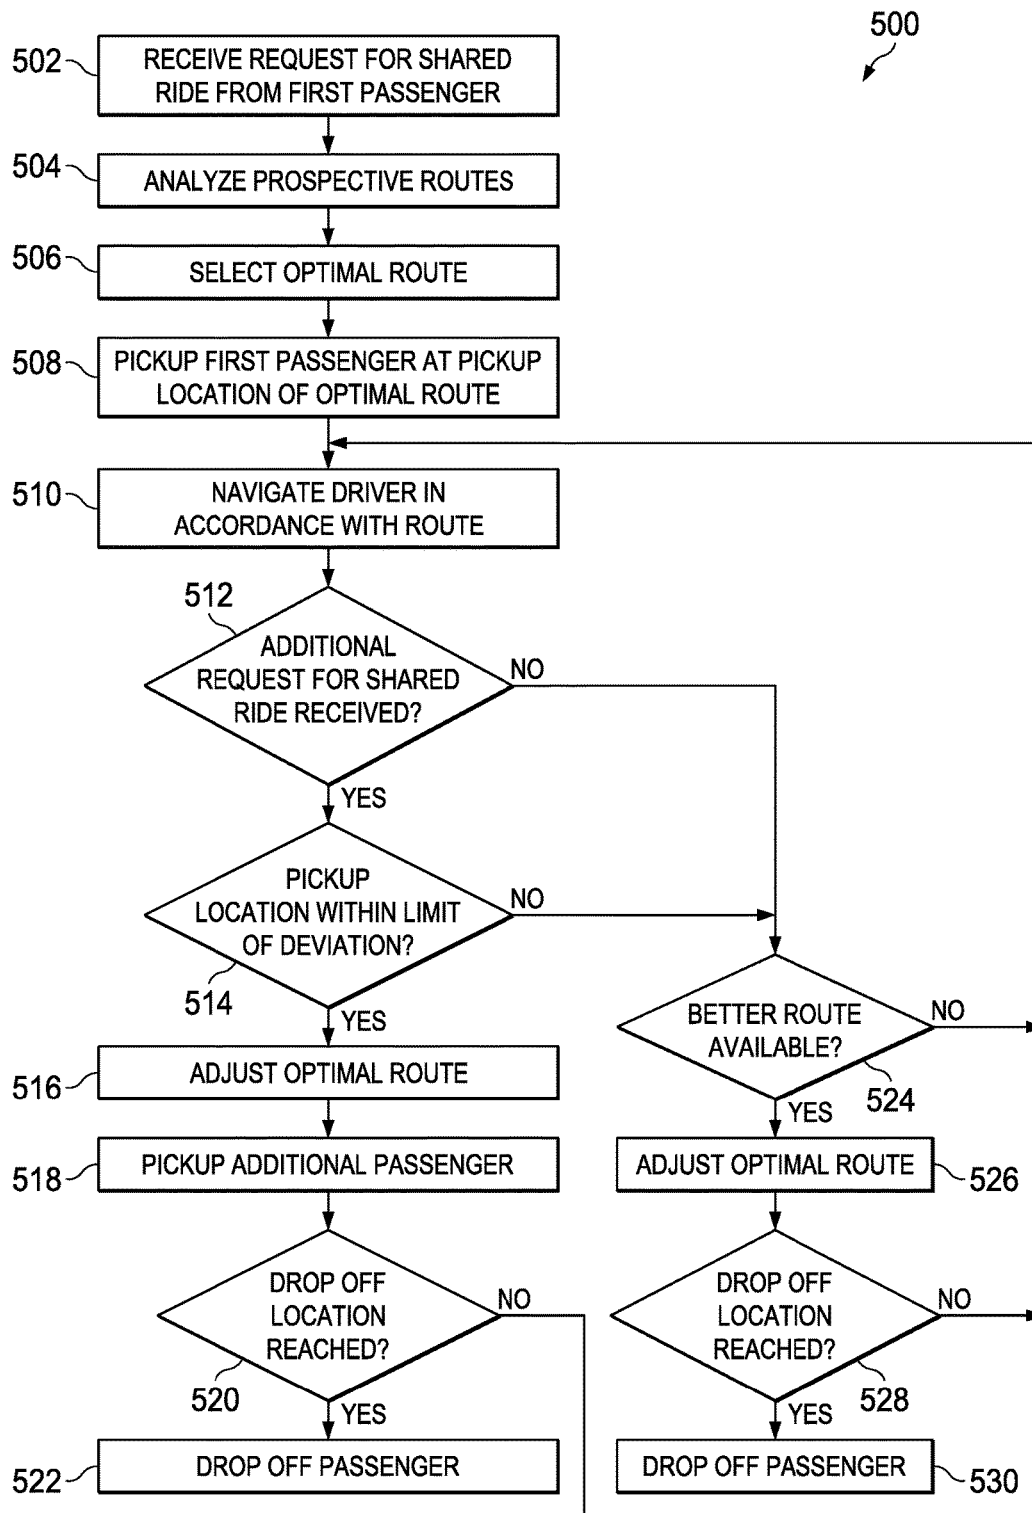 500
502
RECEIVE REQUEST FOR SHARED
RIDE FROM FIRST PASSENGER
504
ANALYZE PROSPECTIVE ROUTES
506
SELECT OPTIMAL ROUTE
508
PICKUP FIRST PASSENGER AT PICKUP
LOCATION OF OPTIMAL ROUTE
510
NAVIGATE DRIVER IN
ACCORDANCE WITH ROUTE
512
ADDITIONAL
REQUEST FOR SHARED
RIDE RECEIVED?
NO
YES
PICKUP
LOCATION WITHIN LIMIT
OF DEVIATION?
NO
514
YES
BETTER ROUTE
AVAILABLE?
NO
524
YES
516
ADJUST OPTIMAL ROUTE
518
PICKUP ADDITIONAL PASSENGER
ADJUST OPTIMAL ROUTE
526
DROP OFF
LOCATION
REACHED?
NO
520
YES
DROP OFF
LOCATION
REACHED?
NO
528
YES
522
DROP OFF PASSENGER
DROP OFF PASSENGER
530